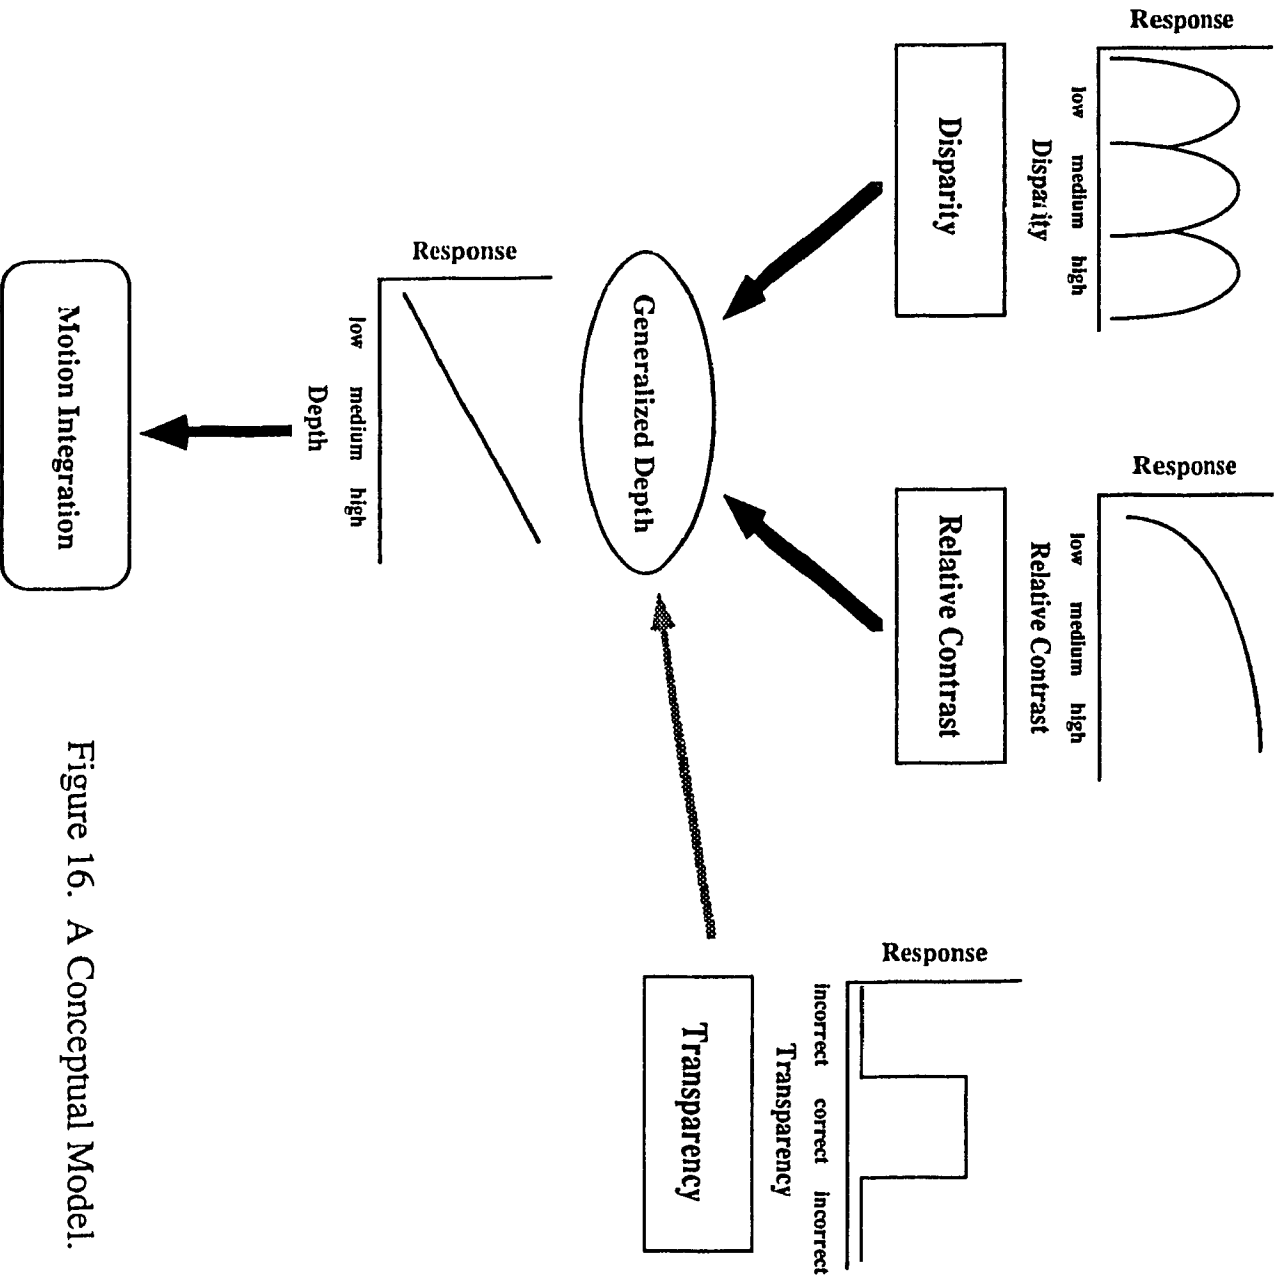 Response
low medium high
Disparity
Disparity
Response
low medium high
Relative Contrast
Relative Contrast
Response
incorrect correct incorrect
Transparency
Transparency
Generalized Depth
Response
low medium high
Depth
Motion Integration
Figure 16. A Conceptual Model.